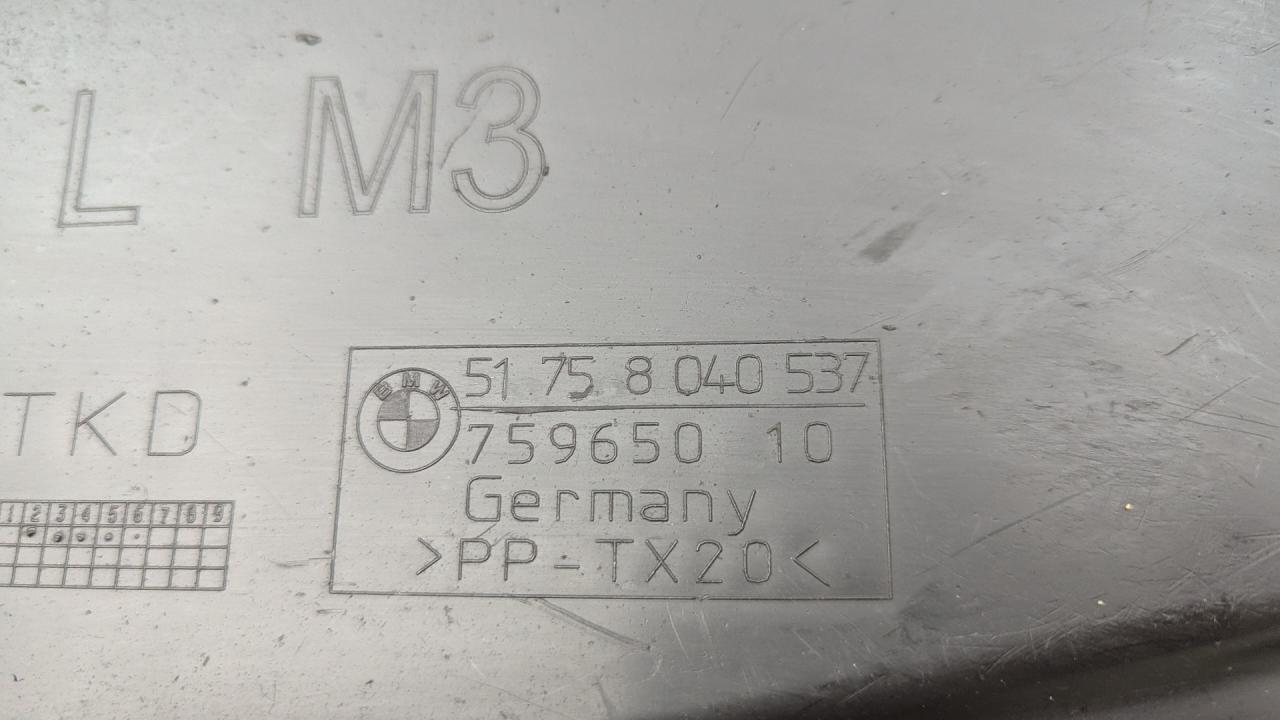 L M3
BMW
51 75 8 040 537
759650 10
Germany
>PP-TX20<
TKD
1 2 3 4 5 6 7 8 9